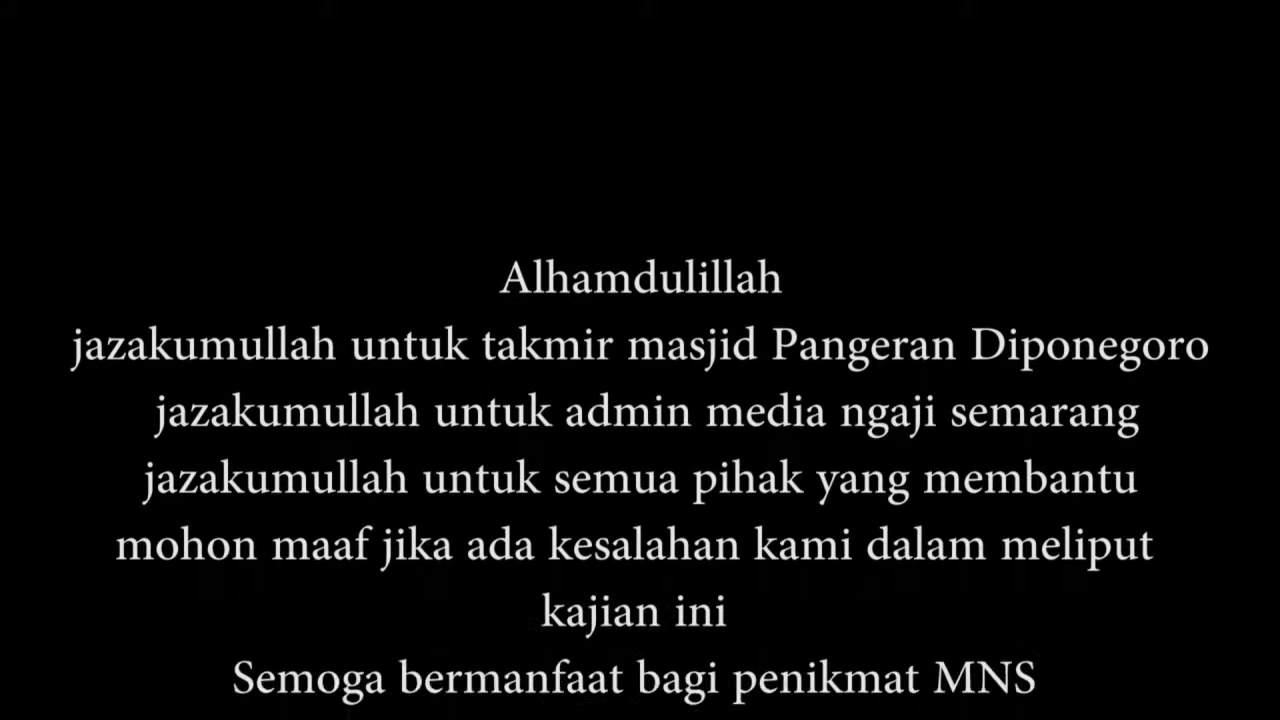 Alhamdulillah
jazakumullah untuk takmir masjid Pangeran Diponegoro
jazakumullah untuk admin media ngaji semarang
jazakumullah untuk semua pihak yang membantu
mohon maaf jika ada kesalahan kami dalam meliput
kajian ini
Semoga bermanfaat bagi penikmat MNS